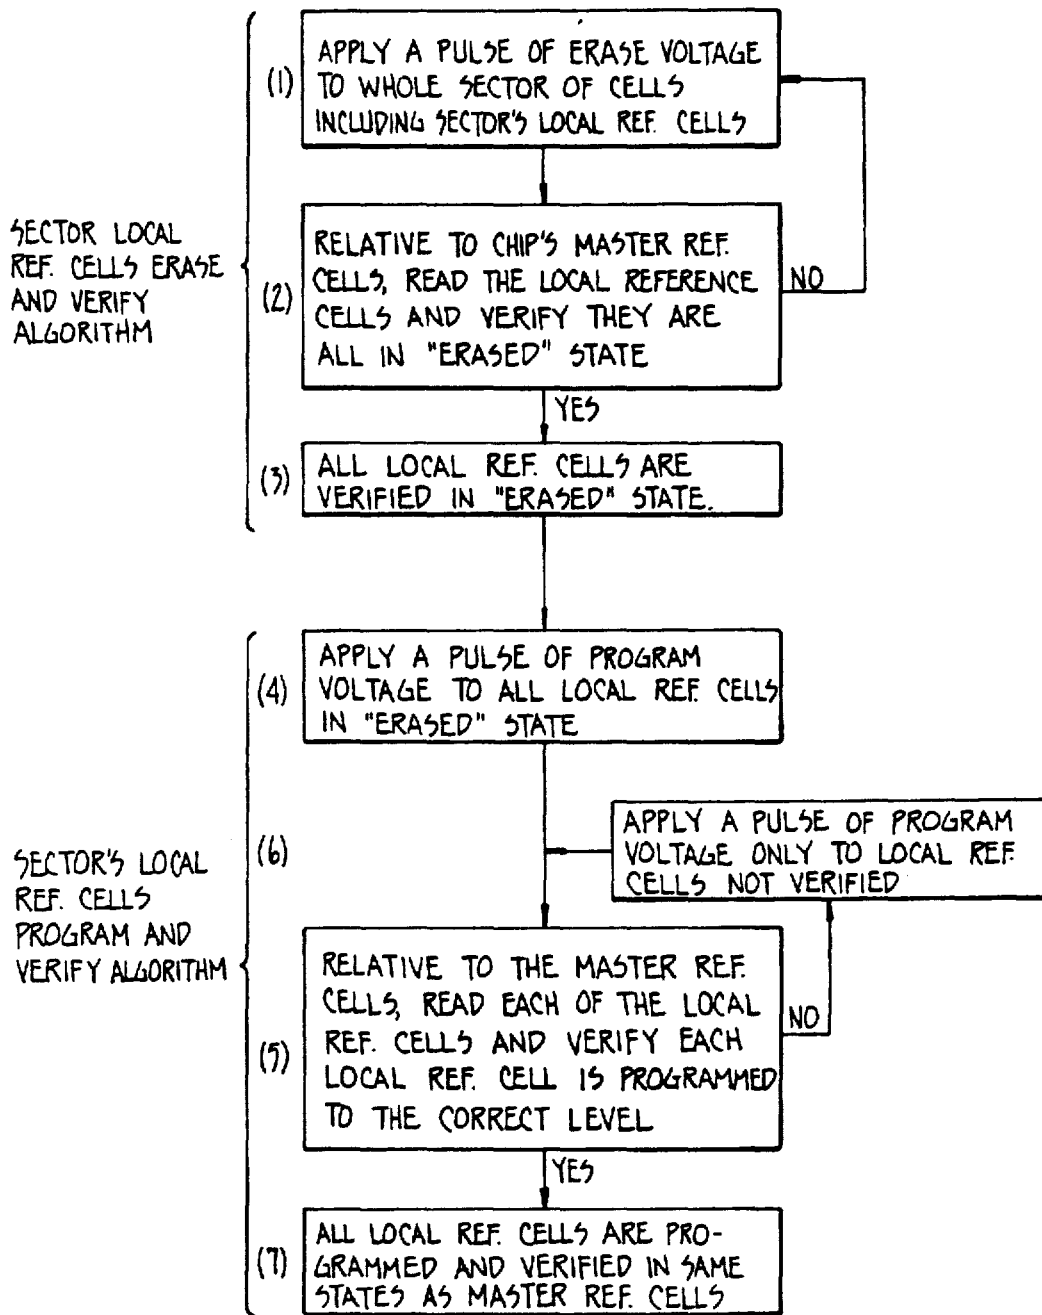 APPLY A PULSE OF ERASE VOLTAGE
TO WHOLE SECTOR OF CELLS
INCLUDING SECTOR'S LOCAL REF. CELLS
(1)
SECTOR LOCAL
REF. CELLS ERASE
AND VERIFY
ALGORITHM
RELATIVE TO CHIP'S MASTER REF.
CELLS, READ THE LOCAL REFERENCE
CELLS AND VERIFY THEY ARE
ALL IN "ERASED" STATE
(2)
NO
YES
(3)
ALL LOCAL REF. CELLS ARE
VERIFIED IN "ERASED" STATE.
(4)
APPLY A PULSE OF PROGRAM
VOLTAGE TO ALL LOCAL REF. CELLS
IN "ERASED" STATE
(6)
APPLY A PULSE OF PROGRAM
VOLTAGE ONLY TO LOCAL REF.
CELLS NOT VERIFIED
SECTOR'S LOCAL
REF. CELLS
PROGRAM AND
VERIFY ALGORITHM
(5)
RELATIVE TO THE MASTER REF.
CELLS, READ EACH OF THE LOCAL
REF. CELLS AND VERIFY EACH
LOCAL REF. CELL IS PROGRAMMED
TO THE CORRECT LEVEL
NO
YES
(7)
ALL LOCAL REF. CELLS ARE PRO-
GRAMMED AND VERIFIED IN SAME
STATES AS MASTER REF. CELLS